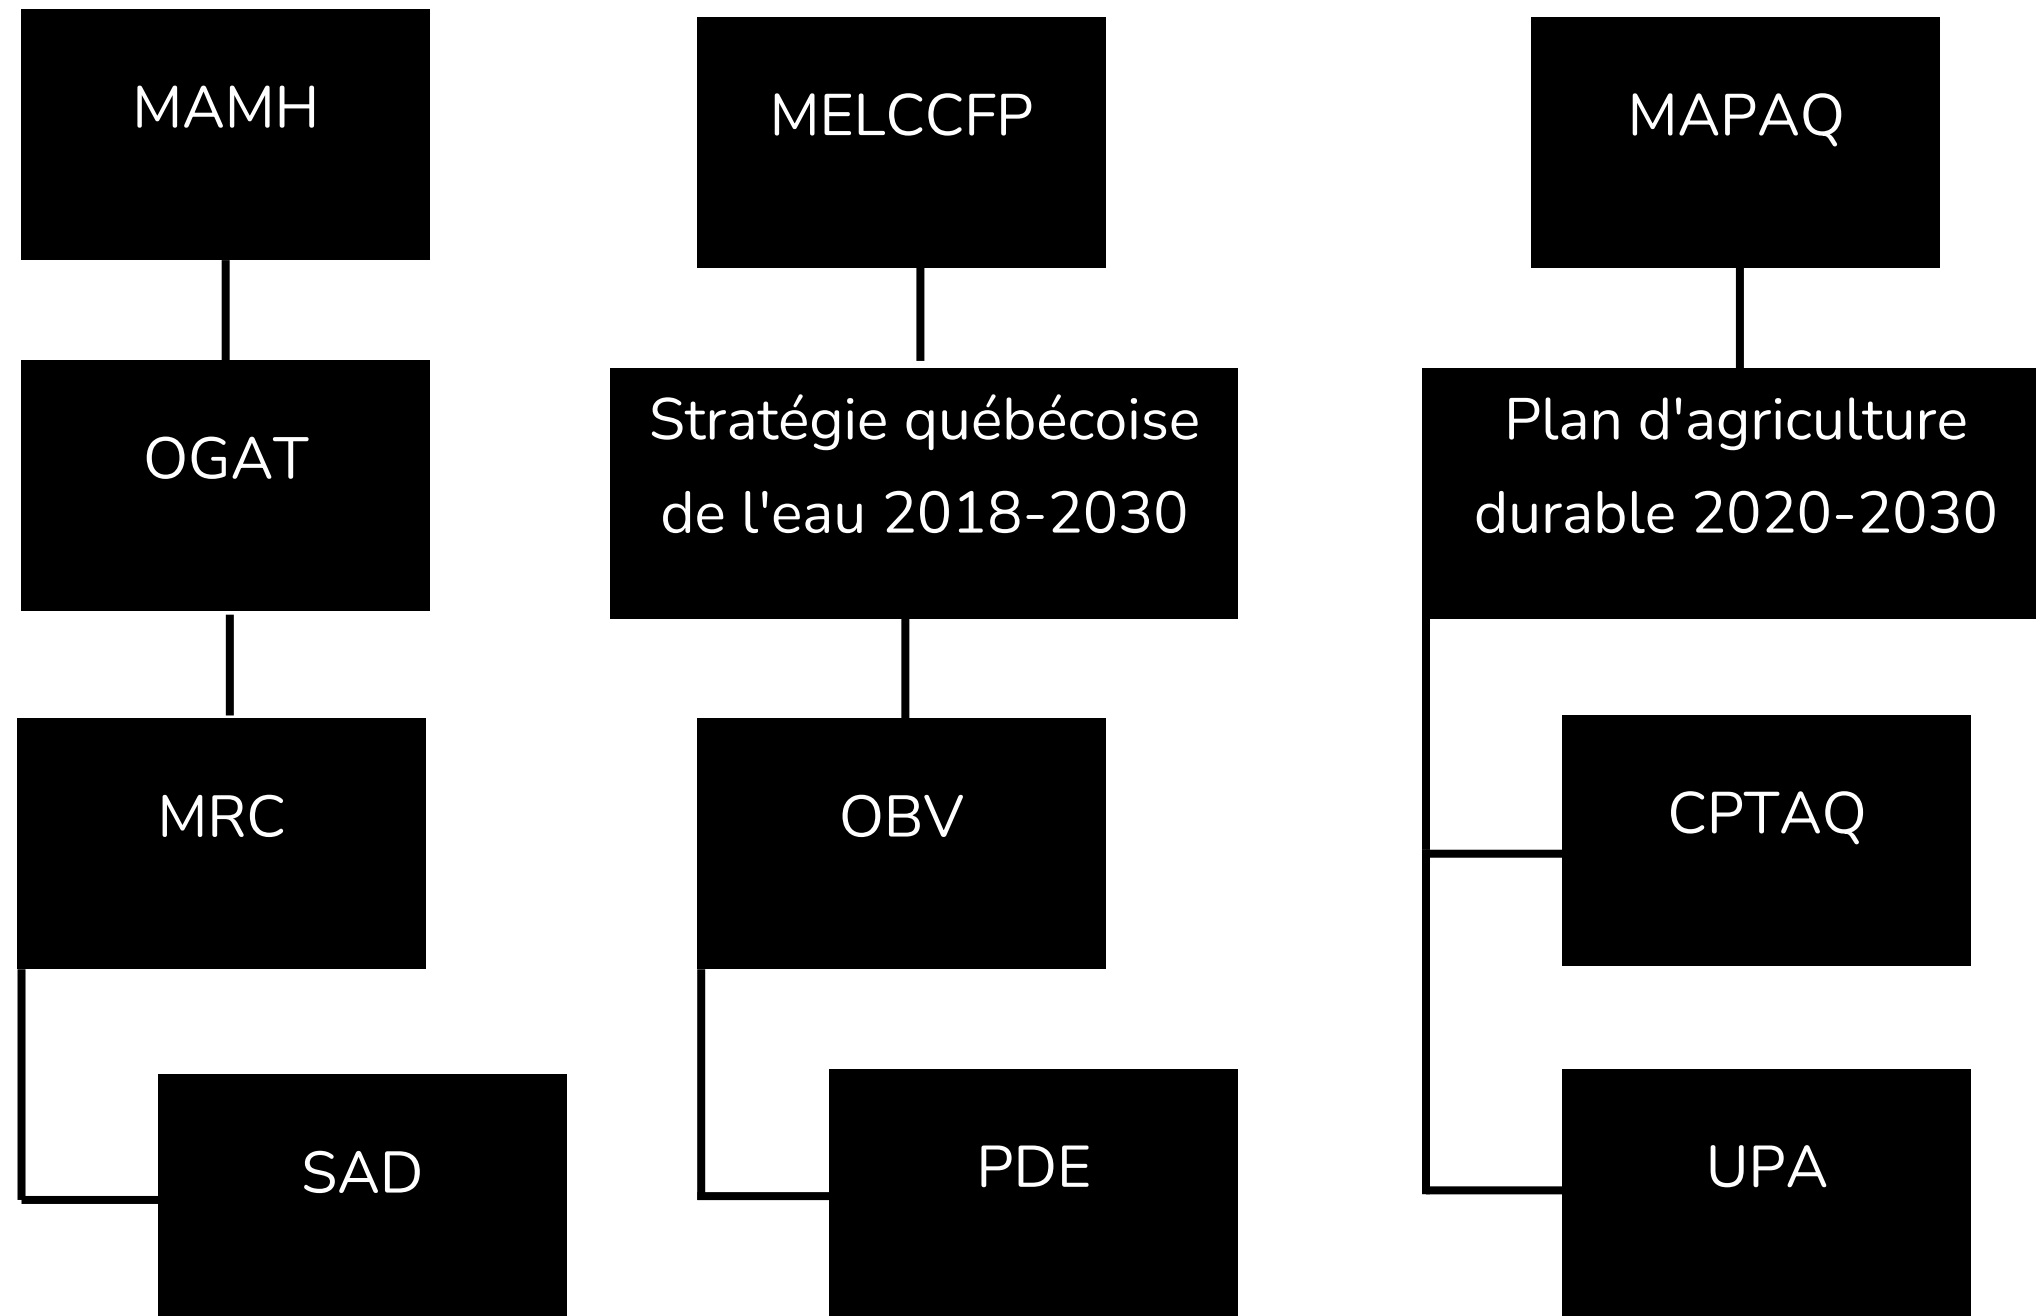 MAMH
MELCCFP
MAPAQ
OGAT
Stratégie québécoise
de l'eau 2018-2030
Plan d'agriculture
durable 2020-2030
MRC
OBV
CPTAQ
SAD
PDE
UPA